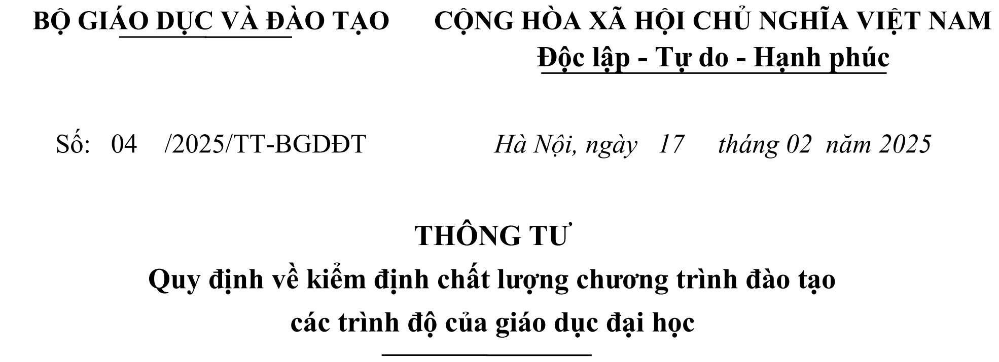 BỘ GIÁO DỤC VÀ ĐÀO TẠO
CỘNG HÒA XÃ HỘI CHỦ NGHĨA VIỆT NAM
Độc lập - Tự do - Hạnh phúc
Số: 04 /2025/TT-BGDĐT
Hà Nội, ngày 17 tháng 02 năm 2025
THÔNG TƯ
Quy định về kiểm định chất lượng chương trình đào tạo
các trình độ của giáo dục đại học